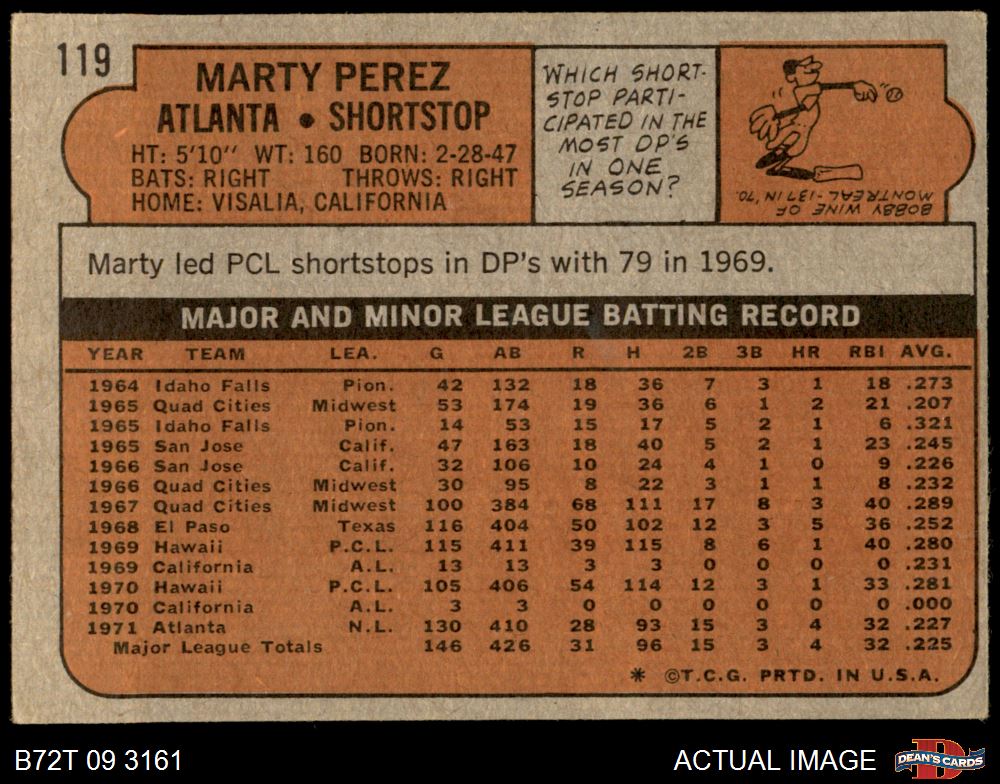 119
MARTY PEREZ
ATLANTA • SHORTSTOP
HT: 5'10" WT: 160 BORN: 2-28-47
BATS: RIGHT THROWS: RIGHT
HOME: VISALIA, CALIFORNIA
WHICH SHORT-
STOP PARTI-
CIPATED IN THE
MOST DP'S
IN ONE
SEASON?
BOBBY WINE OF
MONTREAL-137 IN '70.
Marty led PCL shortstops in DP's with 79 in 1969.
MAJOR AND MINOR LEAGUE BATTING RECORD
YEAR TEAM LEA. G AB R H 2B 3B HR RBI AVG.
1964 Idaho Falls Pion. 42 132 18 36 7 3 1 18 .273
1965 Quad Cities Midwest 53 174 19 36 6 1 2 21 .207
1965 Idaho Falls Pion. 14 53 15 17 5 2 1 6 .321
1965 San Jose Calif. 47 163 18 40 5 2 1 23 .245
1966 San Jose Calif. 32 106 10 24 4 1 0 9 .226
1966 Quad Cities Midwest 30 95 8 22 3 1 1 8 .232
1967 Quad Cities Midwest 100 384 68 111 17 8 3 40 .289
1968 El Paso Texas 116 404 50 102 12 3 5 36 .252
1969 Hawaii P.C.L. 115 411 39 115 8 6 1 40 .280
1969 California A.L. 13 13 3 3 0 0 0 0 .231
1970 Hawaii P.C.L. 105 406 54 114 12 3 1 33 .281
1970 California A.L. 3 3 0 0 0 0 0 0 .000
1971 Atlanta N.L. 130 410 28 93 15 3 4 32 .227
Major League Totals 146 426 31 96 15 3 4 32 .225
* ©T.C.G. PRTD. IN U.S.A.
B72T 09 3161 ACTUAL IMAGE DEAN'S CARDS